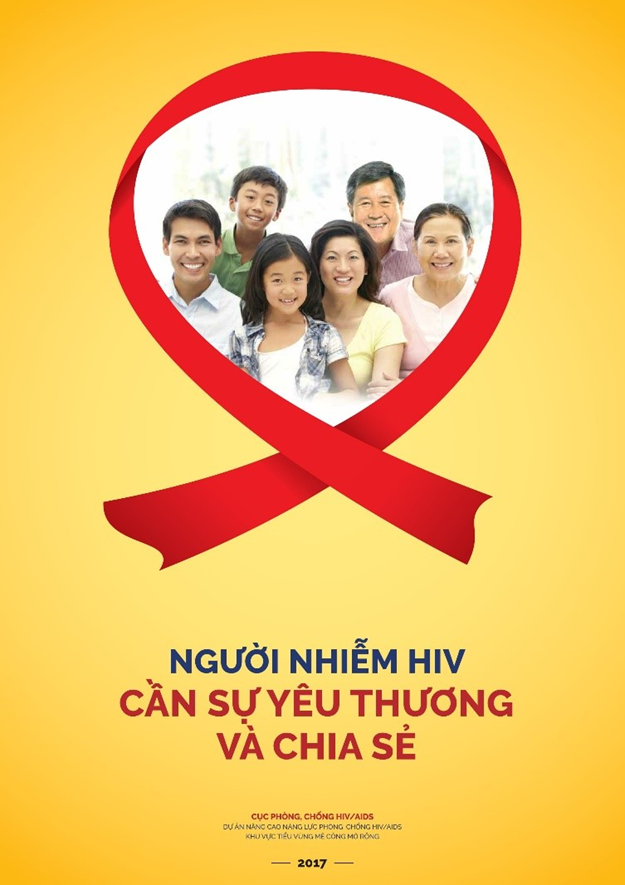 NGƯỜI NHIỄM HIV
CẦN SỰ YÊU THƯƠNG
VÀ CHIA SẺ
CỤC PHÒNG, CHỐNG HIV/AIDS
DỰ ÁN NÂNG CAO NĂNG LỰC PHÒNG, CHỐNG HIV/AIDS
KHU VỰC TIỂU VÙNG MÊ CÔNG MỞ RỘNG
2017